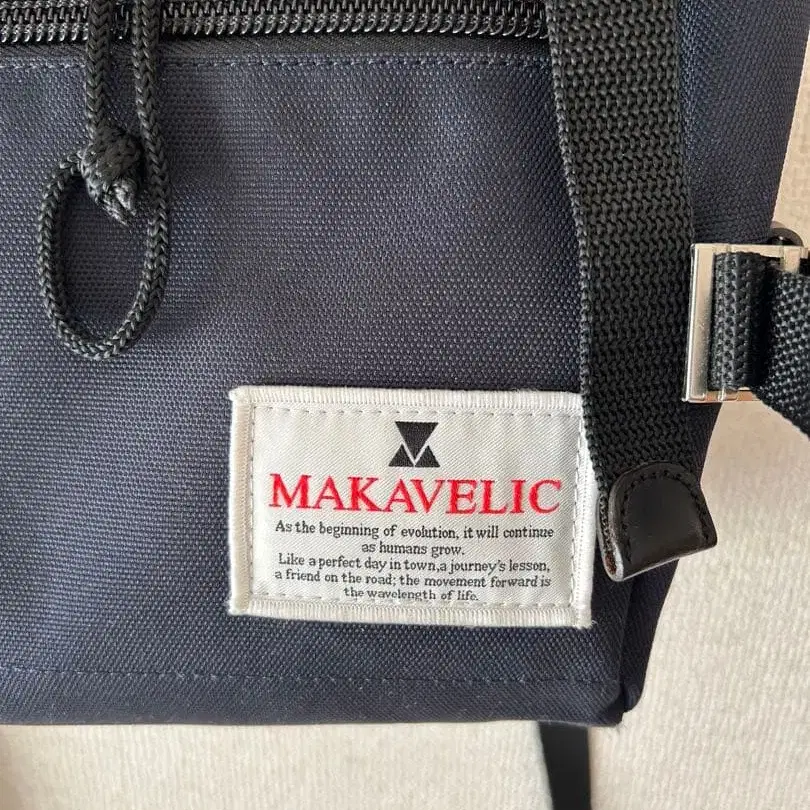 MAKAVELIC
As the beginning of evolution, it will continue
as humans grow.
Like a perfect day in town,a journey's lesson,
a friend on the road; the movement forward is
the wavelength of life.